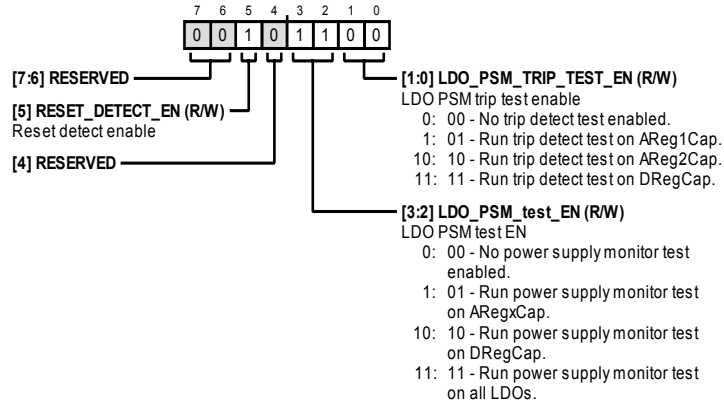 7 6 5 4 3 2 1 0
0 0 1 0 1 1 0 0
[7:6] RESERVED
[5] RESET_DETECT_EN (R/W)
Reset detect enable
[4] RESERVED
[1:0] LDO_PSM_TRIP_TEST_EN (R/W)
LDO PSM trip test enable
0: 00 - No trip detect test enabled.
1: 01 - Run trip detect test on AReg1Cap.
10: 10 - Run trip detect test on AReg2Cap.
11: 11 - Run trip detect test on DRegCap.
[3:2] LDO_PSM_test_EN (R/W)
LDO PSM test EN
0: 00 - No power supply monitor test
enabled.
1: 01 - Run power supply monitor test
on ARegxCap.
10: 10 - Run power supply monitor test
on DRegCap.
11: 11 - Run power supply monitor test
on all LDOs.